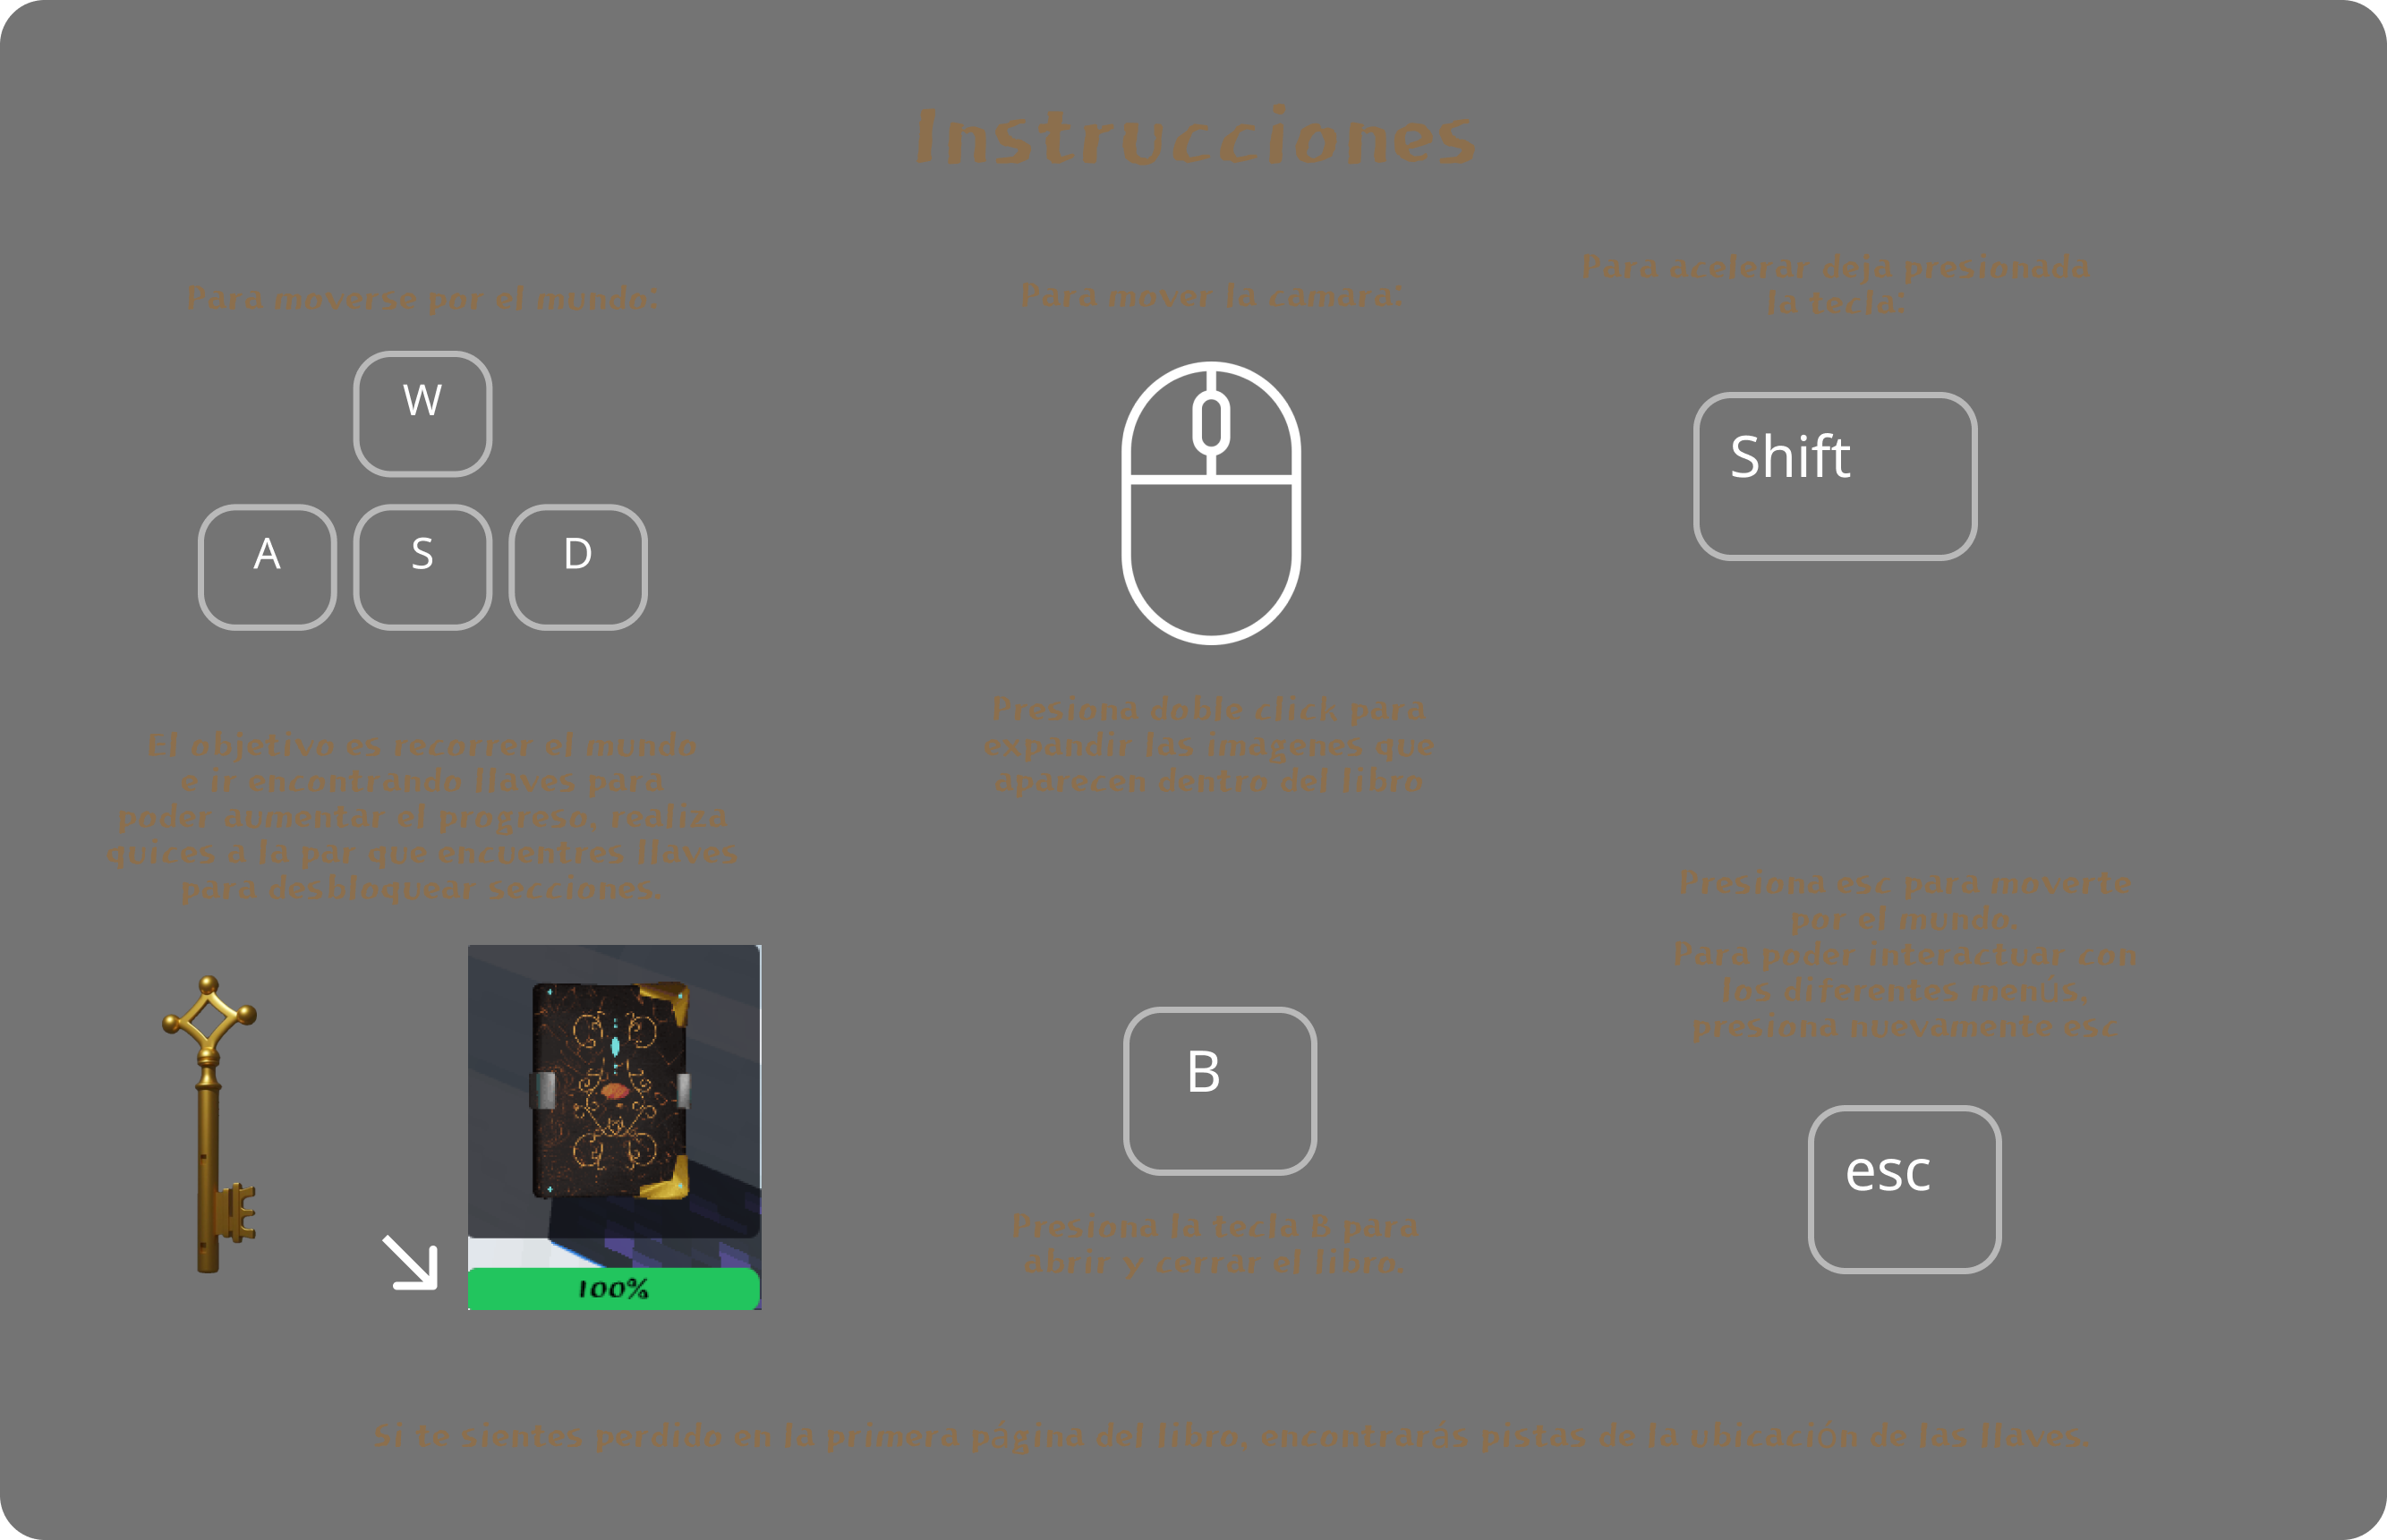 Instrucciones
Para moverse por el mundo:
W
A S D
Para mover la cámara:
Para acelerar deja presionada
la tecla:
Shift
El objetivo es recorrer el mundo
e ir encontrando llaves para
poder aumentar el progreso, realiza
quices a la par que encuentres llaves
para desbloquear secciones.
100%
Presiona doble click para
expandir las imágenes que
aparecen dentro del libro
B
Presiona la tecla B para
abrir y cerrar el libro.
Presiona esc para moverte
por el mundo.
Para poder interactuar con
los diferentes menús,
presiona nuevamente esc
esc
Si te sientes perdido en la primera página del libro, encontrarás pistas de la ubicación de las llaves.